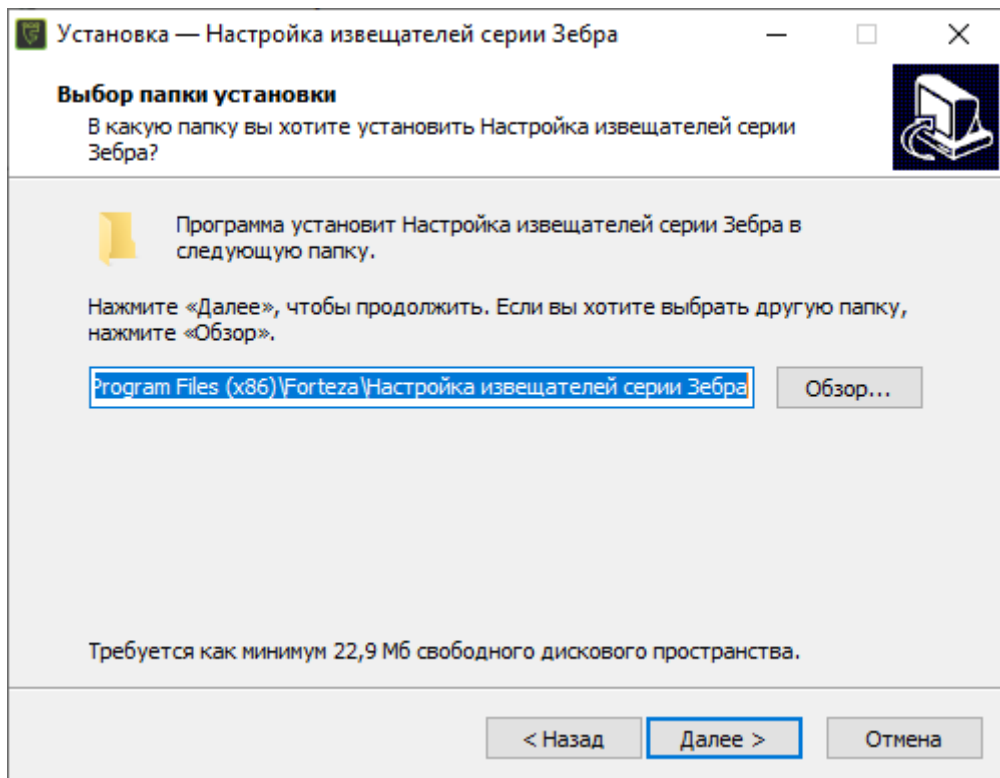 Установка — Настройка извещателей серии Зебра
Выбор папки установки
В какую папку вы хотите установить Настройка извещателей серии
Зебра?
Программа установит Настройка извещателей серии Зебра в
следующую папку.
Нажмите «Далее», чтобы продолжить. Если вы хотите выбрать другую папку,
нажмите «Обзор».
Program Files (x86)\Forteza\Настройка извещателей серии Зебра
Обзор...
Требуется как минимум 22,9 Мб свободного дискового пространства.
< Назад
Далее >
Отмена